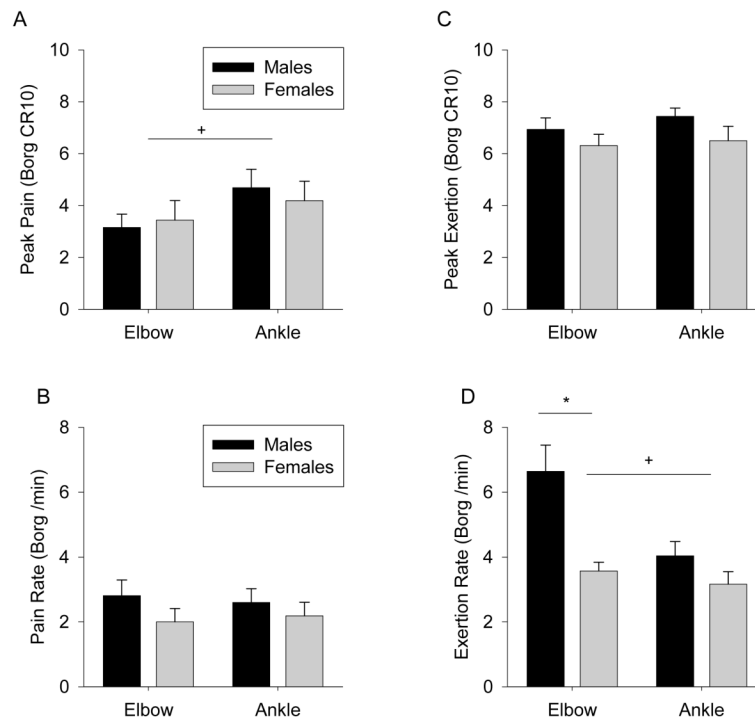 A
Peak Pain (Borg CR10)
10
8
6
4
2
0
Males
Females
+
Elbow Ankle
C
Peak Exertion (Borg CR10)
10
8
6
4
2
0
Elbow Ankle
B
Pain Rate (Borg /min)
8
6
4
2
0
Males
Females
Elbow Ankle
D
Exertion Rate (Borg /min)
8
6
4
2
0
*
+
Elbow Ankle